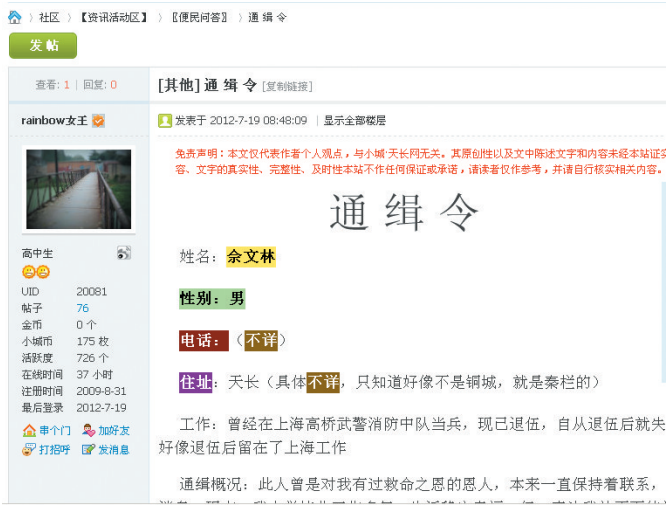 社区 〉 【资讯活动区】 〉 〖便民问答〗 〉 通 缉 令
发 帖
查看: 1 | 回复: 0
[其他] 通 缉 令 [复制链接]
rainbow女王
发表于 2012-7-19 08:48:09 | 显示全部楼层
免责声明：本文仅代表作者个人观点，与小城·天长网无关。其原创性以及文中陈述文字和内容未经本站证实
容、文字的真实性、完整性、及时性本站不作任何保证或承诺，请读者仅作参考，并请自行核实相关内容。
通 缉 令
姓名：佘文林
性别：男
电话：（不详）
住址：天长（具体不详，只知道好像不是铜城，就是秦栏的）
工作：曾经在上海高桥武警消防中队当兵，现已退伍，自从退伍后就失
好像退伍后留在了上海工作
通缉概况：此人曾是对我有过救命之恩的恩人，本来一直保持着联系，
高中生
UID 20081
帖子 76
金币 0 个
小城币 175 枚
活跃度 726 个
在线时间 37 小时
注册时间 2009-8-31
最后登录 2012-7-19
串个门 加好友
打招呼 发消息